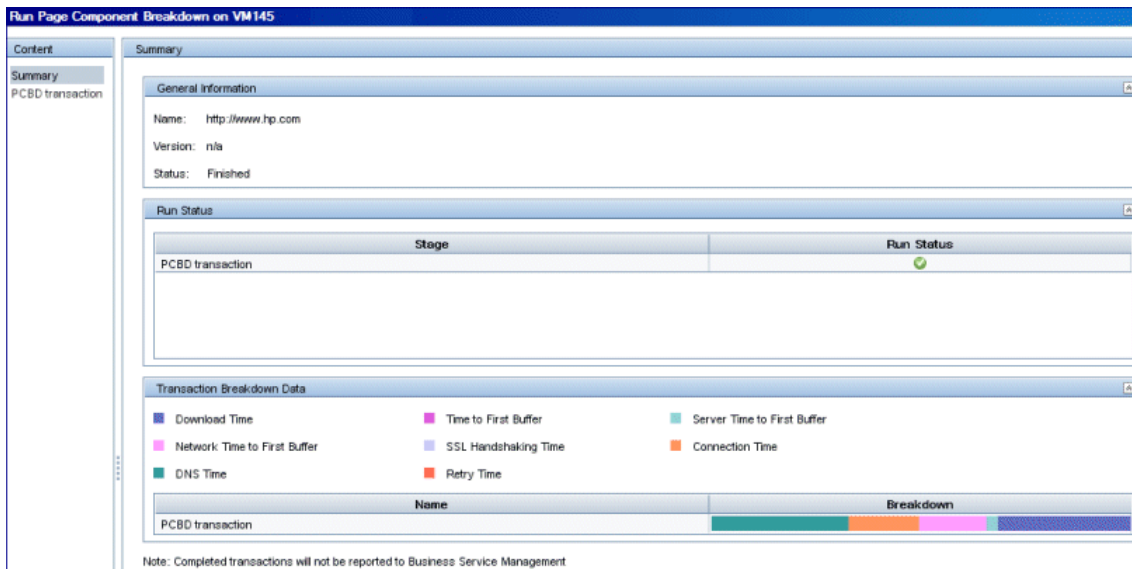 Run Page Component Breakdown on VM145
Content
Summary
PCBD transaction
Summary
General Information
Name: http://www.hp.com
Version: n/a
Status: Finished
Run Status
Stage Run Status
PCBD transaction
Transaction Breakdown Data
Download Time Time to First Buffer Server Time to First Buffer
Network Time to First Buffer SSL Handshaking Time Connection Time
DNS Time Retry Time
Name Breakdown
PCBD transaction
Note: Completed transactions will not be reported to Business Service Management